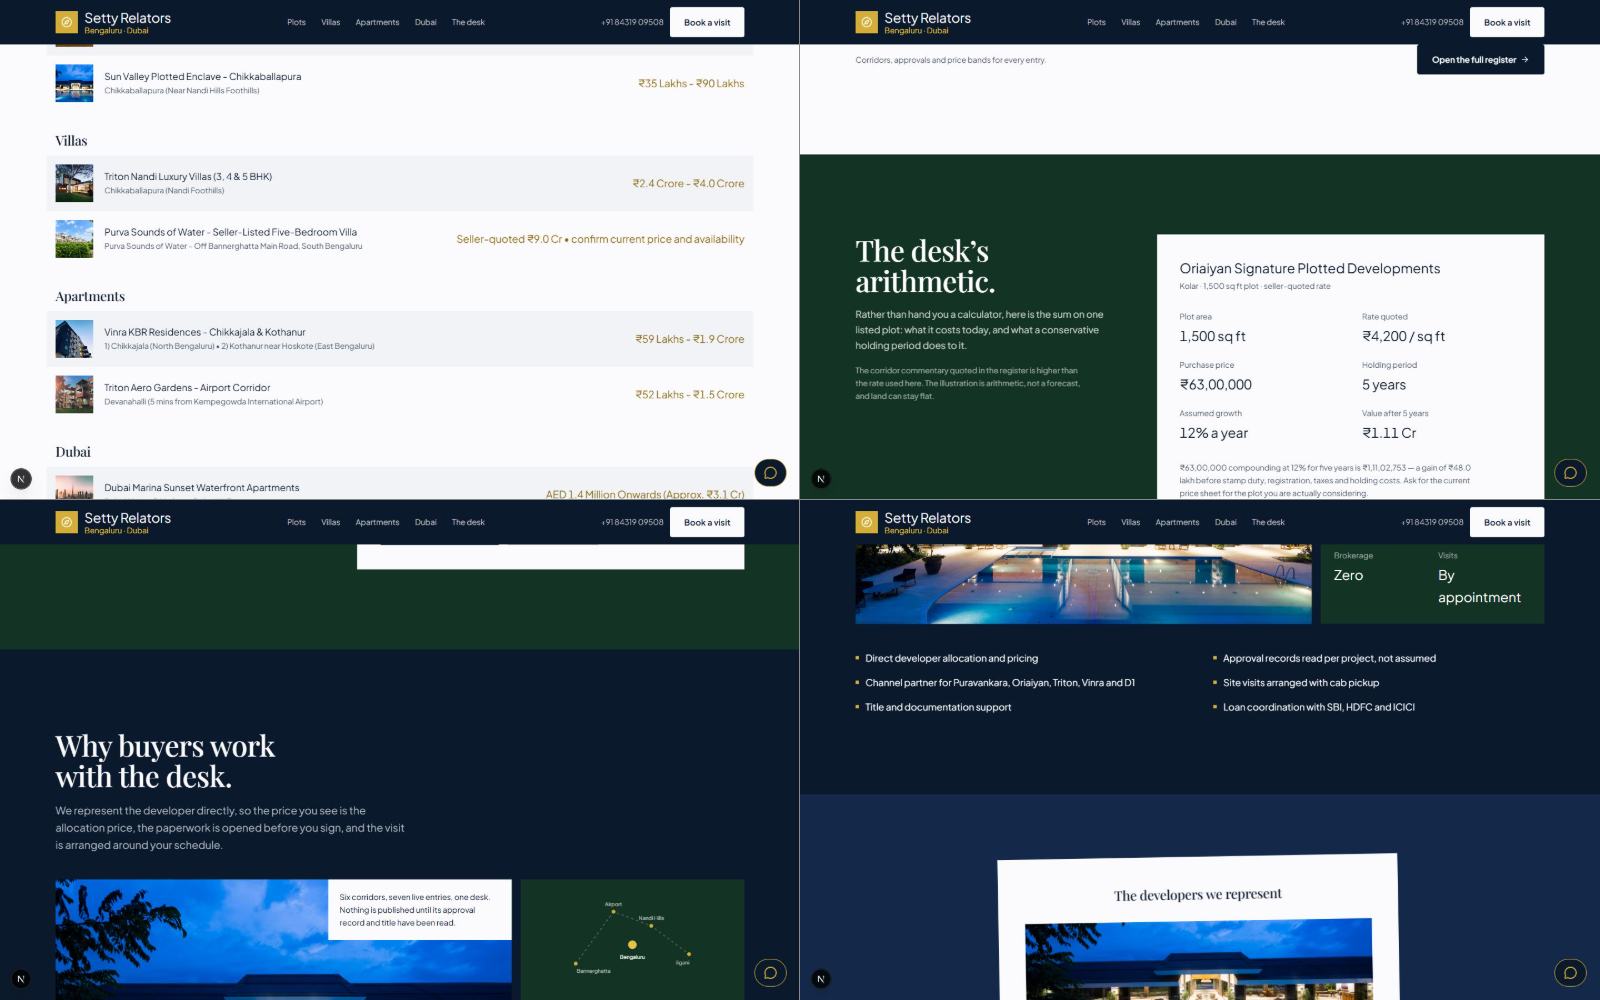 Setty Relators
Bengaluru · Dubai
Plots Villas Apartments Dubai The desk
+91 84319 09508
Book a visit
Sun Valley Plotted Enclave - Chikkaballapura
Chikkaballapura (Near Nandi Hills Foothills)
₹35 Lakhs - ₹90 Lakhs
Villas
Triton Nandi Luxury Villas (3, 4 & 5 BHK)
Chikkaballapura (Nandi Foothills)
₹2.4 Crore - ₹4.0 Crore
Purva Sounds of Water - Seller-Listed Five-Bedroom Villa
Purva Sounds of Water - Off Bannerghatta Main Road, South Bengaluru
Seller-quoted ₹9.0 Cr • confirm current price and availability
Apartments
Vinra KBR Residences - Chikkajala & Kothanur
1) Chikkajala (North Bengaluru) • 2) Kothanur near Hoskote (East Bengaluru)
₹59 Lakhs - ₹1.9 Crore
Triton Aero Gardens - Airport Corridor
Devanahalli (5 mins from Kempegowda International Airport)
₹52 Lakhs - ₹1.5 Crore
Dubai
Dubai Marina Sunset Waterfront Apartments
AED 1.4 Million Onwards (Approx. ₹3.1 Cr)
N
Setty Relators
Bengaluru · Dubai
Plots Villas Apartments Dubai The desk
+91 84319 09508
Book a visit
Corridors, approvals and price bands for every entry.
Open the full register →
The desk's
arithmetic.
Rather than hand you a calculator, here is the sum on one
listed plot: what it costs today, and what a conservative
holding period does to it.
The corridor commentary quoted in the register is higher than
the rate used here. The illustration is arithmetic, not a forecast,
and land can stay flat.
Oriaiyan Signature Plotted Developments
Kolar · 1,500 sq ft plot · seller-quoted rate
Plot area Rate quoted
1,500 sq ft ₹4,200 / sq ft
Purchase price Holding period
₹63,00,000 5 years
Assumed growth Value after 5 years
12% a year ₹1.11 Cr
₹63,00,000 compounding at 12% for five years is ₹1,11,02,753 — a gain of ₹48.0
lakh before stamp duty, registration, taxes and holding costs. Ask for the current
price sheet for the plot you are actually considering.
N
Setty Relators
Bengaluru · Dubai
Plots Villas Apartments Dubai The desk
+91 84319 09508
Book a visit
Why buyers work
with the desk.
We represent the developer directly, so the price you see is the
allocation price, the paperwork is opened before you sign, and the visit
is arranged around your schedule.
Six corridors, seven live entries, one desk.
Nothing is published until its approval
record and title have been read.
Airport
Nandi Hills
Bengaluru
Sgani
Bannerghatta
N
Setty Relators
Bengaluru · Dubai
Plots Villas Apartments Dubai The desk
+91 84319 09508
Book a visit
Brokerage Visits
Zero By
appointment
Direct developer allocation and pricing
Channel partner for Puravankara, Oriaiyan, Triton, Vinra and D1
Title and documentation support
Approval records read per project, not assumed
Site visits arranged with cab pickup
Loan coordination with SBI, HDFC and ICICI
The developers we represent
N